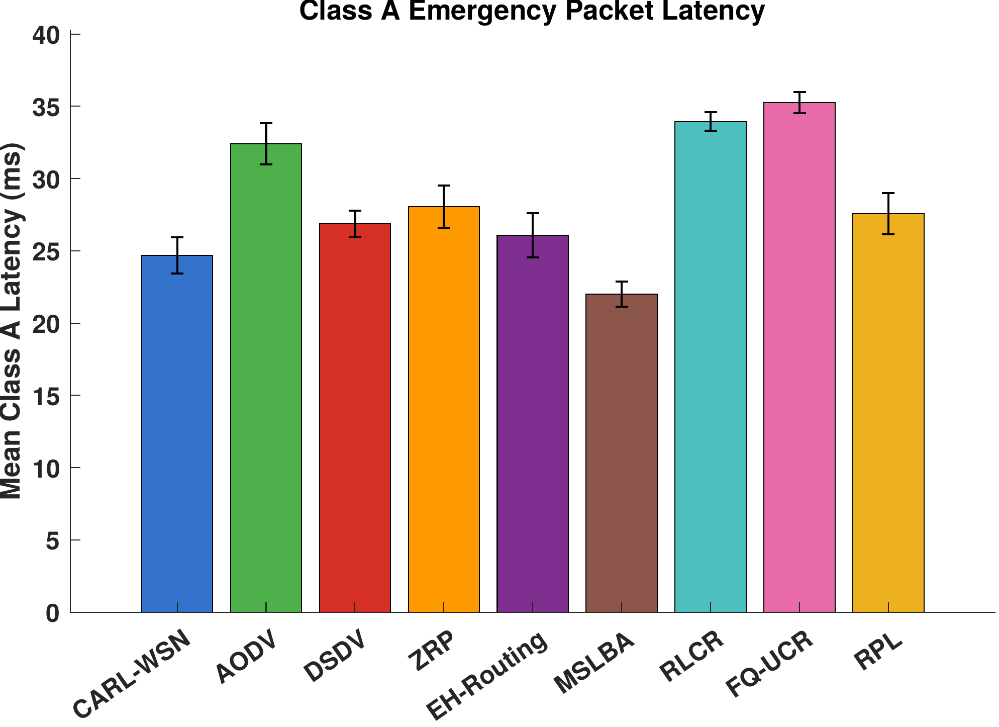 Class A Emergency Packet Latency
Mean Class A Latency (ms)
40
35
30
25
20
15
10
5
0
CARL-WSN
AODV
DSDV
ZRP
EH-Routing
MSLBA
RLCR
FQ-UCR
RPL